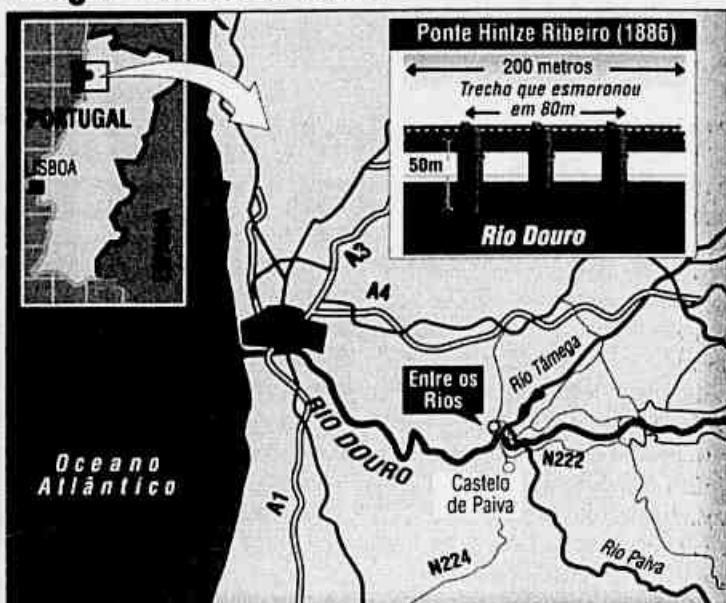 PORTUGAL
LISBOA
Ponte Hintze Ribeiro (1886)
200 metros
Trecho que esmoronou
em 80m
50m
Rio Douro
A3
A4
Entre os
Rios
Rio Tâmega
RIO DOURO
N222
Castelo
de Paiva
Oceano
Atlântico
A1
N224
Rio Paiva